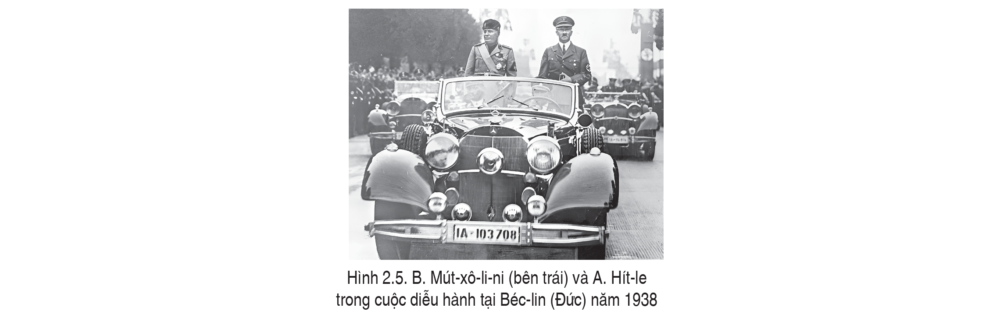 IA-103708
Hình 2.5. B. Mút-xô-li-ni (bên trái) và A. Hít-le
trong cuộc diễu hành tại Béc-lin (Đức) năm 1938